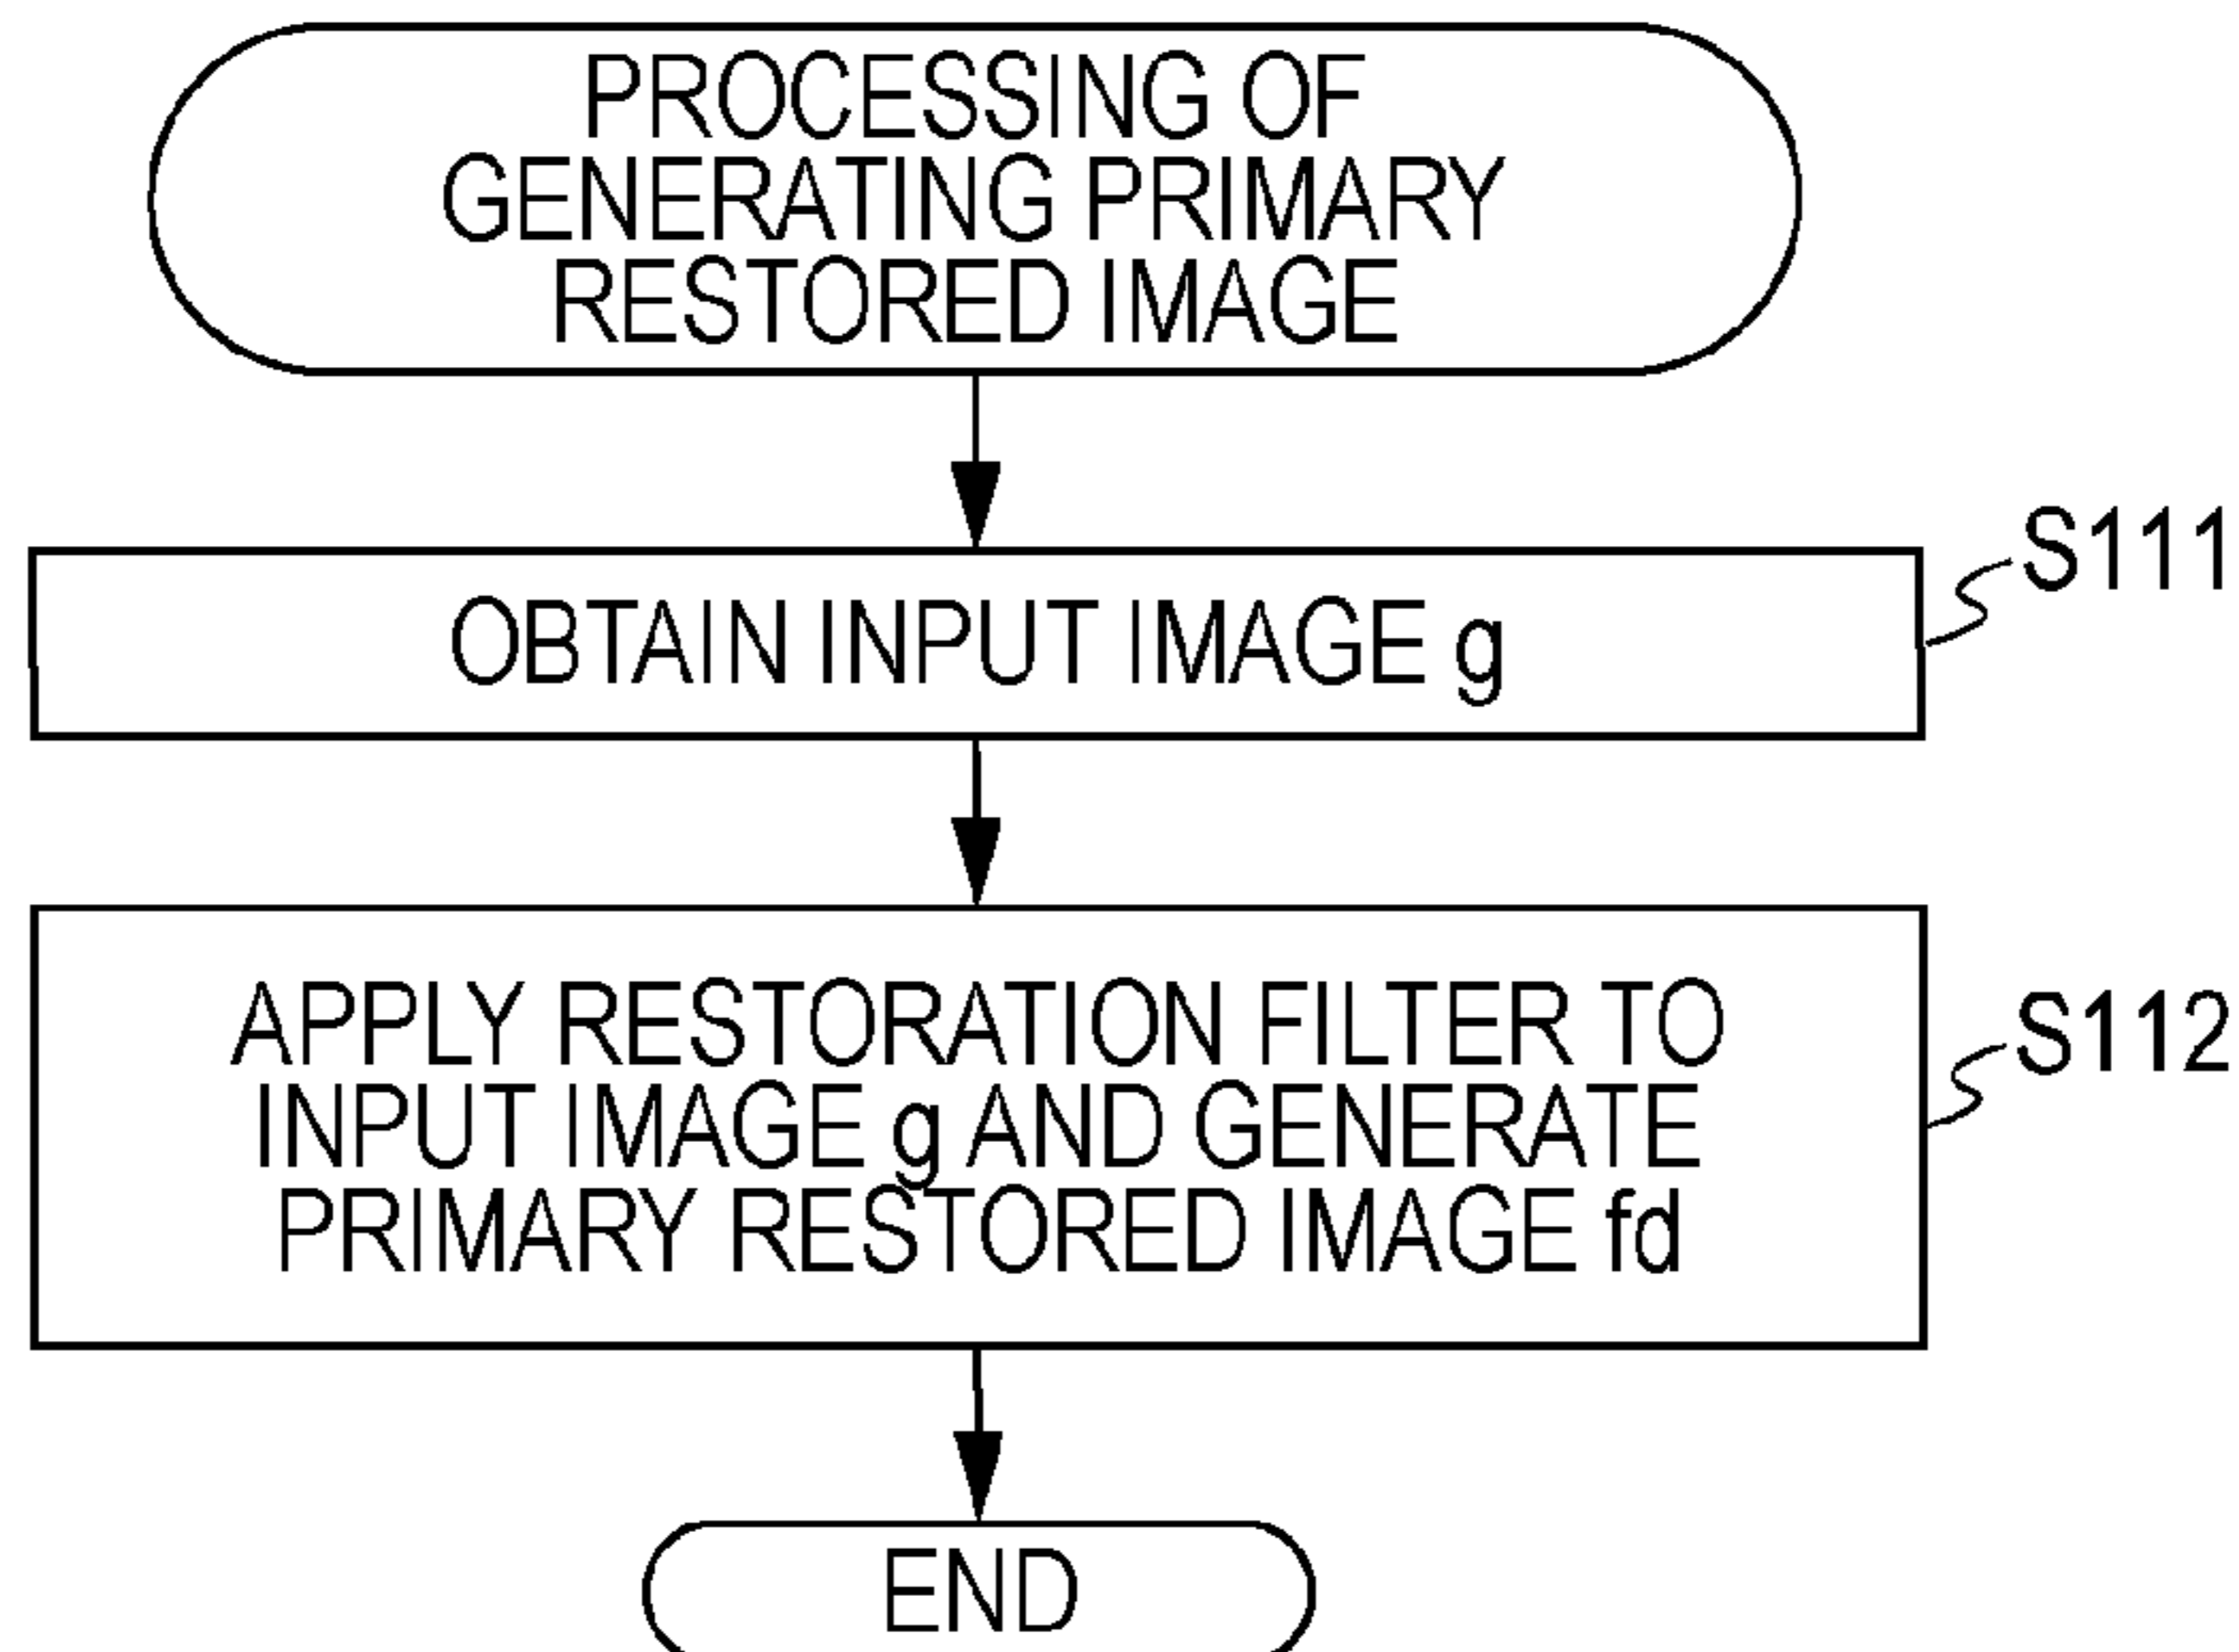 PROCESSING OF
GENERATING PRIMARY
RESTORED IMAGE
OBTAIN INPUT IMAGE g
S111
APPLY RESTORATION FILTER TO
INPUT IMAGE g AND GENERATE
PRIMARY RESTORED IMAGE fd
S112
END